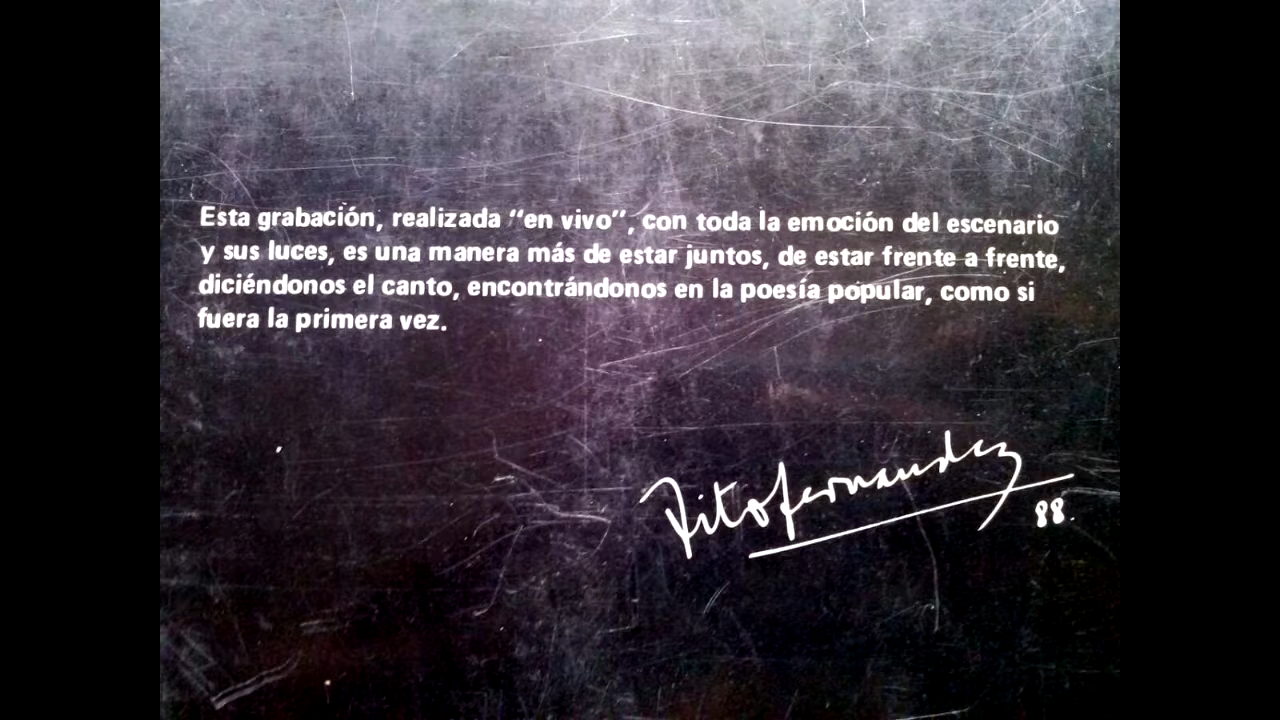 Esta grabación, realizada “en vivo”, con toda la emoción del escenario
y sus luces, es una manera más de estar juntos, de estar frente a frente,
diciéndonos el canto, encontrándonos en la poesía popular, como si
fuera la primera vez.
Pitofernandez
88.